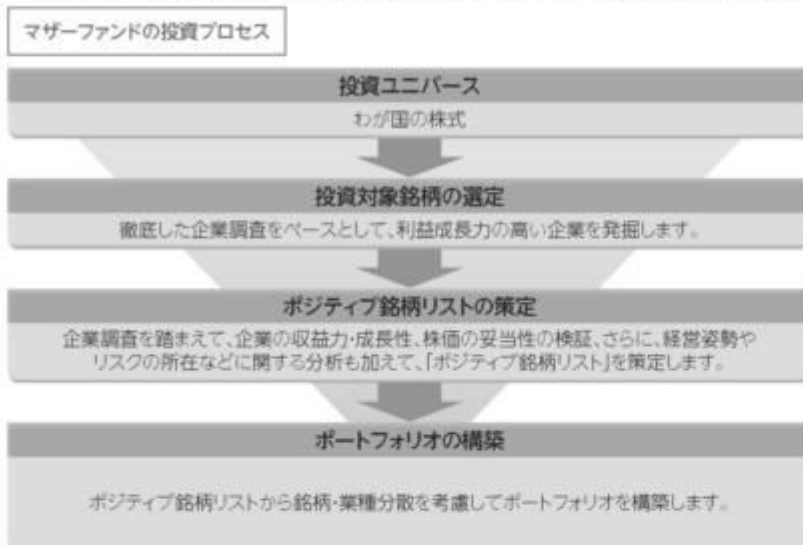 マザーファンドの投資プロセス
投資ユニバース
わが国の株式
投資対象銘柄の選定
徹底した企業調査をベースとして、利益成長力の高い企業を発掘します。
ポジティブ銘柄リストの策定
企業調査を踏まえて、企業の収益力・成長性、株価の妥当性の検証、さらに、経営姿勢や
リスクの所在などに関する分析も加えて、「ポジティブ銘柄リスト」を策定します。
ポートフォリオの構築
ポジティブ銘柄リストから銘柄・業種分散を考慮してポートフォリオを構築します。